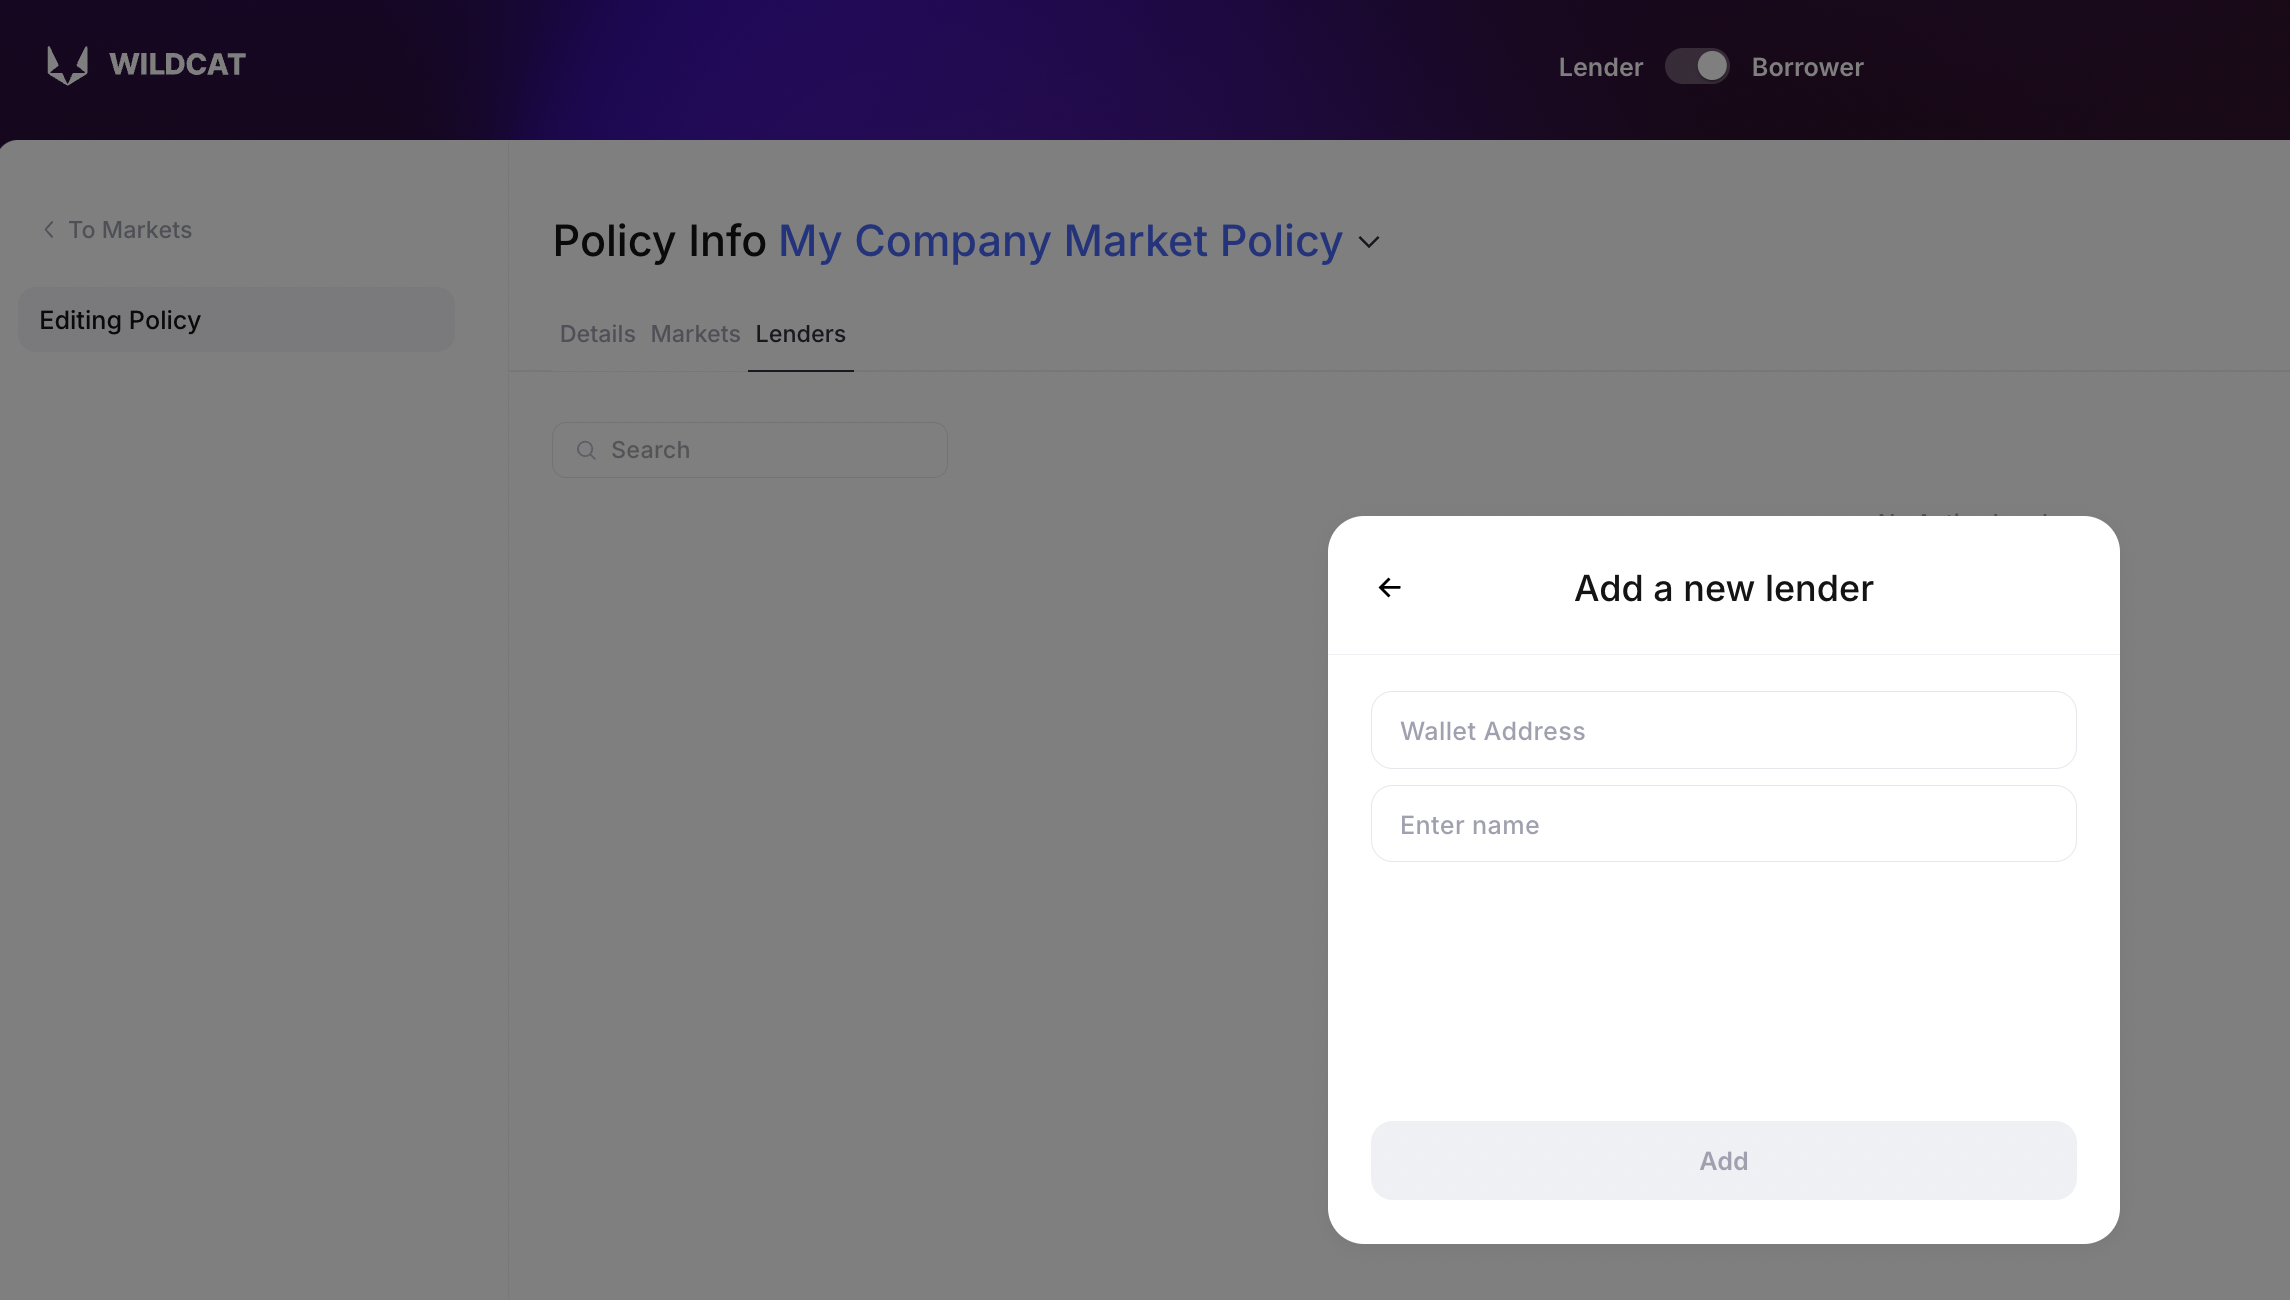 WILDCAT
Lender
Borrower
To Markets
Editing Policy
Policy Info My Company Market Policy
Details Markets Lenders
Search
Add a new lender
Wallet Address
Enter name
Add